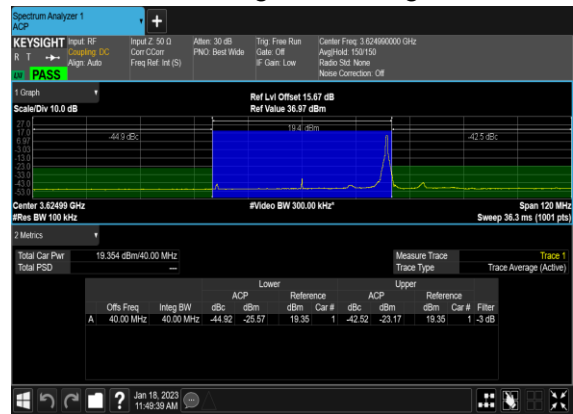 Spectrum Analyzer 1
ACP
+
KEYSIGHT Input: RF Input Z: 50 Ω Atten: 30 dB Trig: Free Run Center Freq: 3.624990000 GHz
R T Coupling: DC Corr CCorr PNO: Best Wide Gate: Off Avg|Hold: 150/150
Align: Auto Freq Ref: Int (S) IF Gain: Low Radio Std: None
LW PASS Noise Correction: Off
1 Graph
Ref Lvl Offset 15.67 dB
Scale/Div 10.0 dB Ref Value 36.97 dBm
27.0 19.4 dBm
17.0 -44.9 dBc -42.5 dBc
6.97
-3.03
-13.0
-23.0
-33.0
-43.0
-53.0
Center 3.62499 GHz #Video BW 300.00 kHz* Span 120 MHz
#Res BW 100 kHz Sweep 36.3 ms (1001 pts)
2 Metrics
Total Car Pwr 19.354 dBm/40.00 MHz Measure Trace Trace 1
Total PSD --- Trace Type Trace Average (Active)
Lower Upper
ACP Reference ACP Reference
Offs Freq Integ BW dBc dBm dBm Car # dBc dBm dBm Car # Filter
A 40.00 MHz 40.00 MHz -44.92 -25.57 19.35 1 -42.52 -23.17 19.35 1 -3 dB
? Jan 18, 2023
11:49:39 AM